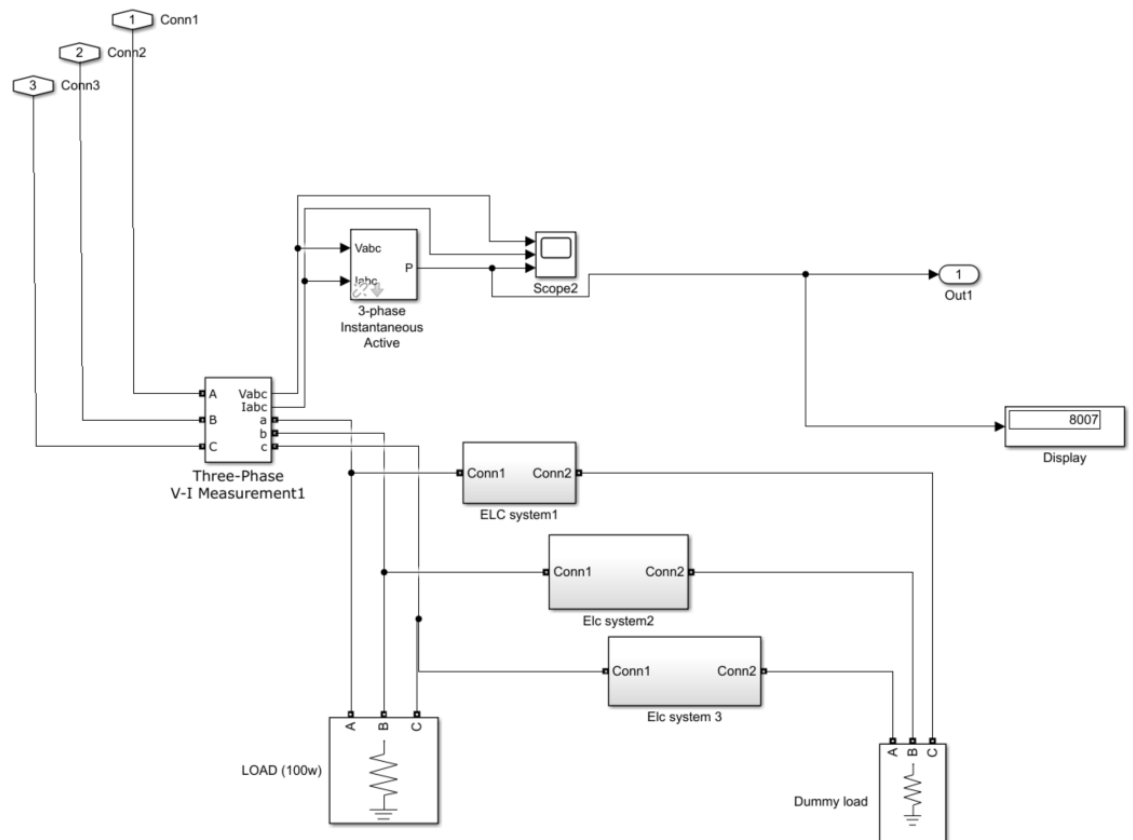 1
Conn1
2
Conn2
3
Conn3
Vabc
Iabc
P
3-phase
Instantaneous
Active
Scope2
1
Out1
8007
Display
A
B
C
Vabc
Iabc
a
b
c
Three-Phase
V-I Measurement1
Conn1
Conn2
ELC system1
Conn1
Conn2
Elc system2
Conn1
Conn2
Elc system 3
A
B
C
LOAD (100w)
A
B
C
Dummy load